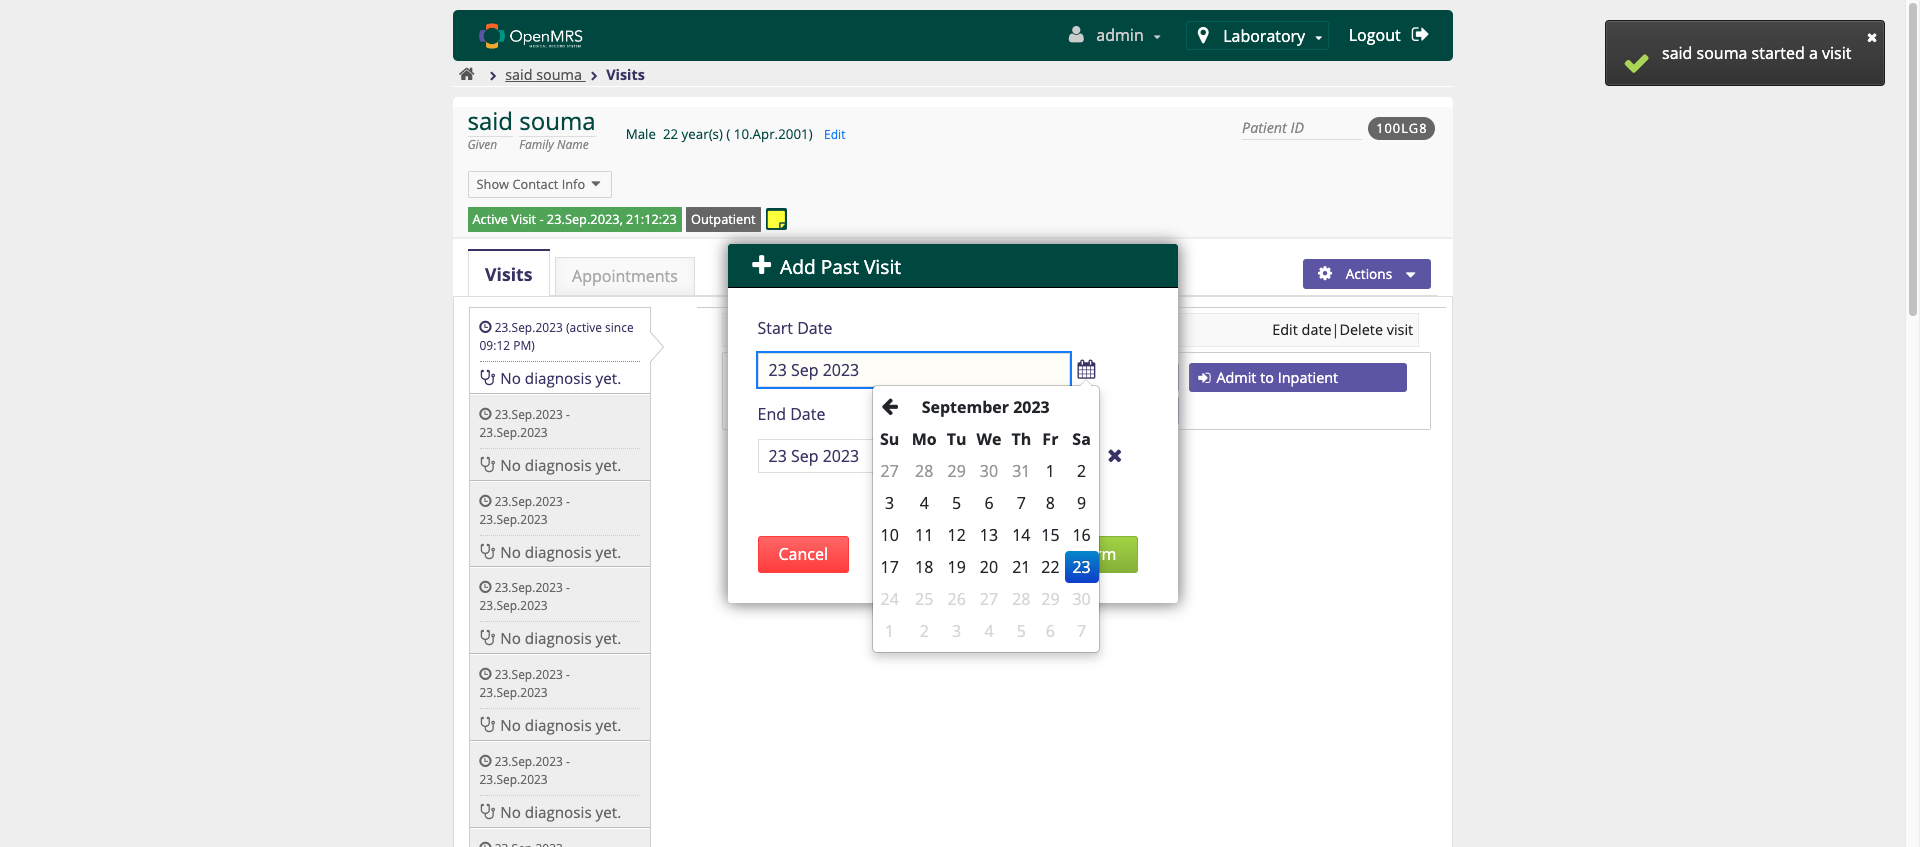 OpenMRS
MEDICAL RECORD SYSTEM
admin
Laboratory
Logout
said souma started a visit
said souma
Visits
said souma
Given Family Name
Male 22 year(s) ( 10.Apr.2001) Edit
Patient ID
100LG8
Show Contact Info
Active Visit - 23.Sep.2023, 21:12:23
Outpatient
Visits
Appointments
Actions
Add Past Visit
Start Date
23 Sep 2023
End Date
23 Sep 2023
September 2023
Su Mo Tu We Th Fr Sa
27 28 29 30 31 1 2
3 4 5 6 7 8 9
10 11 12 13 14 15 16
17 18 19 20 21 22 23
24 25 26 27 28 29 30
1 2 3 4 5 6 7
Cancel
rm
Edit date|Delete visit
Admit to Inpatient
23.Sep.2023 (active since
09:12 PM)
No diagnosis yet.
23.Sep.2023 -
23.Sep.2023
No diagnosis yet.
23.Sep.2023 -
23.Sep.2023
No diagnosis yet.
23.Sep.2023 -
23.Sep.2023
No diagnosis yet.
23.Sep.2023 -
23.Sep.2023
No diagnosis yet.
23.Sep.2023 -
23.Sep.2023
No diagnosis yet.